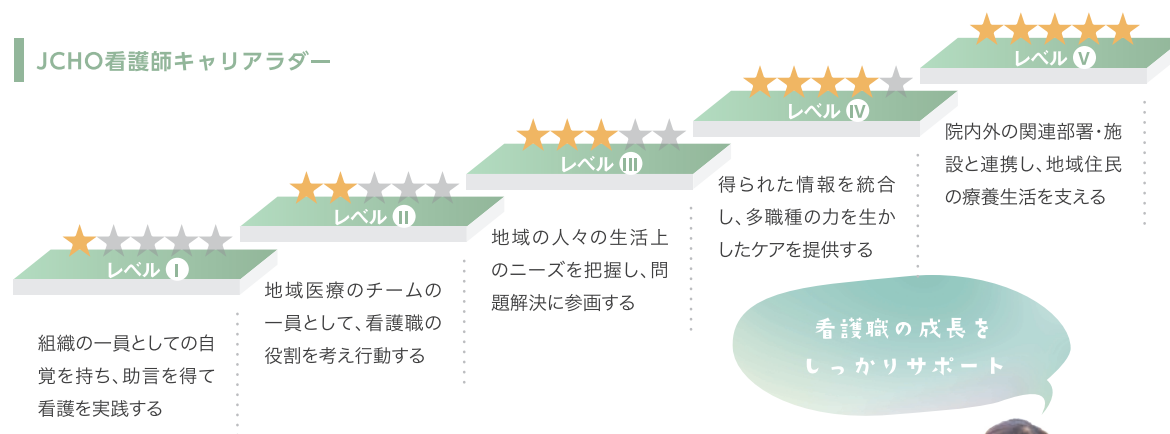 JCHO看護師キャリアラダー
レベル I
組織の一員としての自
覚を持ち、助言を得て
看護を実践する
レベル II
地域医療のチームの
一員として、看護職の
役割を考え行動する
レベル III
地域の人々の生活上
のニーズを把握し、問
題解決に参画する
レベル IV
得られた情報を統合
し、多職種の力を生か
したケアを提供する
レベル V
院内外の関連部署・施
設と連携し、地域住民
の療養生活を支える
看護職の成長を
しっかりサポート